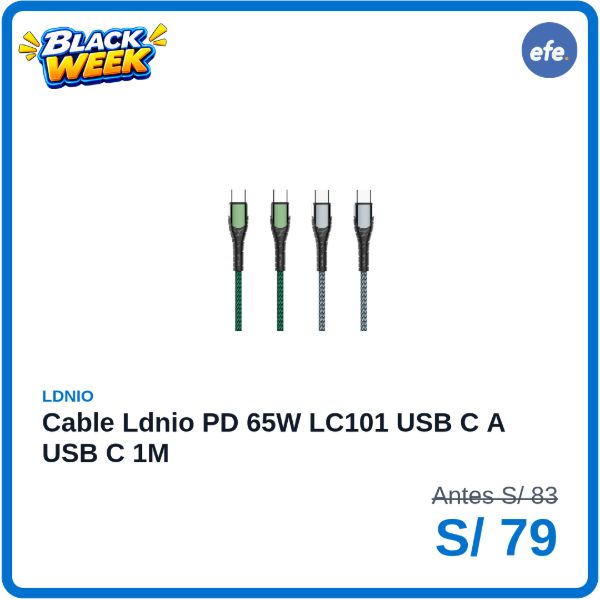 BLACK
WEEK
efe.
LDNIO
Cable Ldnio PD 65W LC101 USB C A
USB C 1M
Antes S/ 83
S/ 79